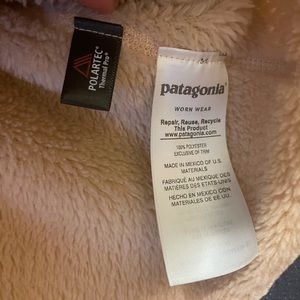 POLARTEC®
Thermal Pro®
patagonia®
WORN WEAR
Repair, Reuse, Recycle
This Product
www.patagonia.com
100% POLYESTER
EXCLUSIVE OF TRIM
MADE IN MEXICO OF U.S.
MATERIALS
FABRIQUÉ AU MEXIQUE DES
MATIÈRES DES ÉTATS-UNIS
HECHO EN MÉXICO CON
MATERIALES DE EE.UU.